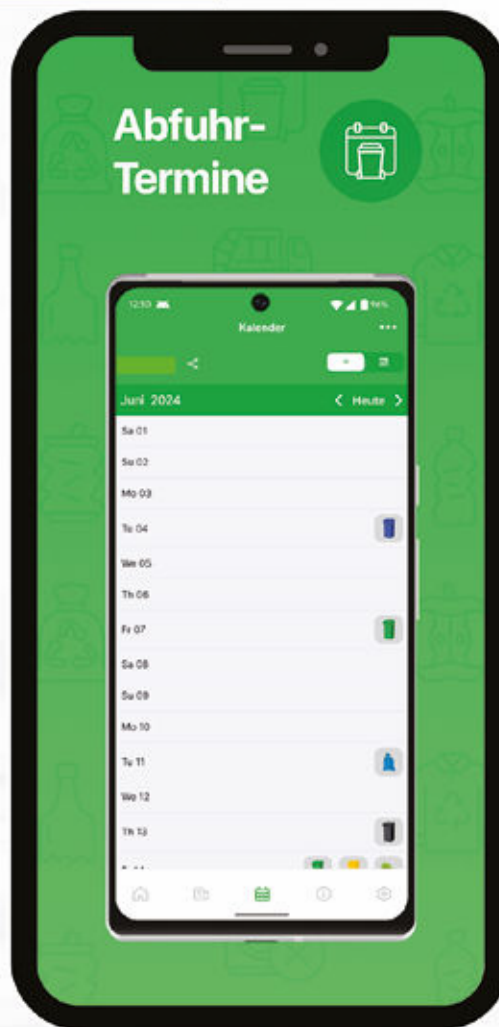 Abfuhr-
Termine
12:30
Kalender
Juni 2024
Heute
Sa 01
Su 02
Mo 03
Tu 04
We 05
Th 06
Fr 07
Sa 08
Su 09
Mo 10
Tu 11
We 12
Th 13